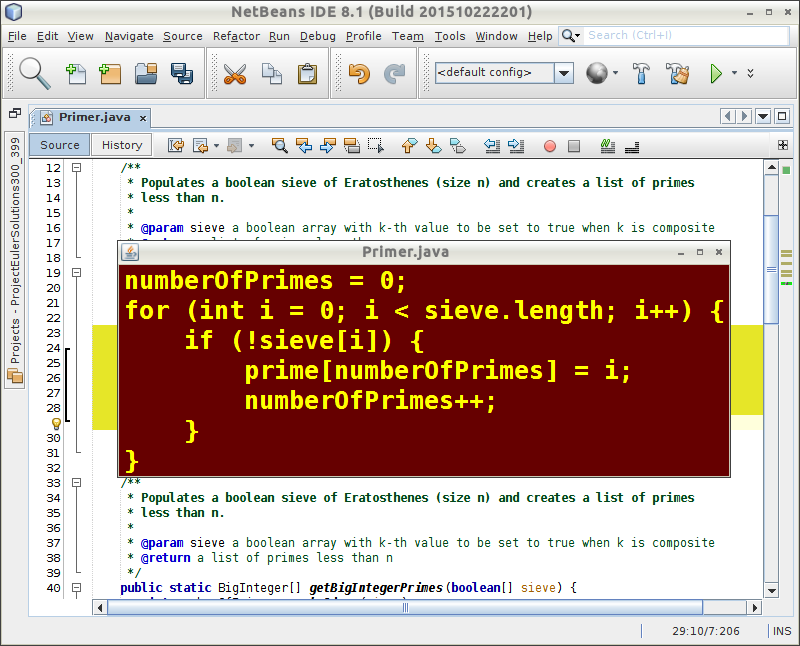 NetBeans IDE 8.1 (Build 201510222201)
File Edit View Navigate Source Refactor Run Debug Profile Team Tools Window Help Search (Ctrl+I)
<default config>
Primer.java
Source History
Projects - ProjectEulerSolutions300_399
12 /**
13 * Populates a boolean sieve of Eratosthenes (size n) and creates a list of primes
14 * less than n.
15 *
16 * @param sieve a boolean array with k-th value to be set to true when k is composite
17
18
19
20
21
22
23
24
25
26
27
28
30
31
32
Primer.java
numberOfPrimes = 0;
for (int i = 0; i < sieve.length; i++) {
if (!sieve[i]) {
prime[numberOfPrimes] = i;
numberOfPrimes++;
}
}
33 /**
34 * Populates a boolean sieve of Eratosthenes (size n) and creates a list of primes
35 * less than n.
36 *
37 * @param sieve a boolean array with k-th value to be set to true when k is composite
38 * @return a list of primes less than n
39 */
40 public static BigInteger[] getBigIntegerPrimes(boolean[] sieve) {
29:10/7:206 INS